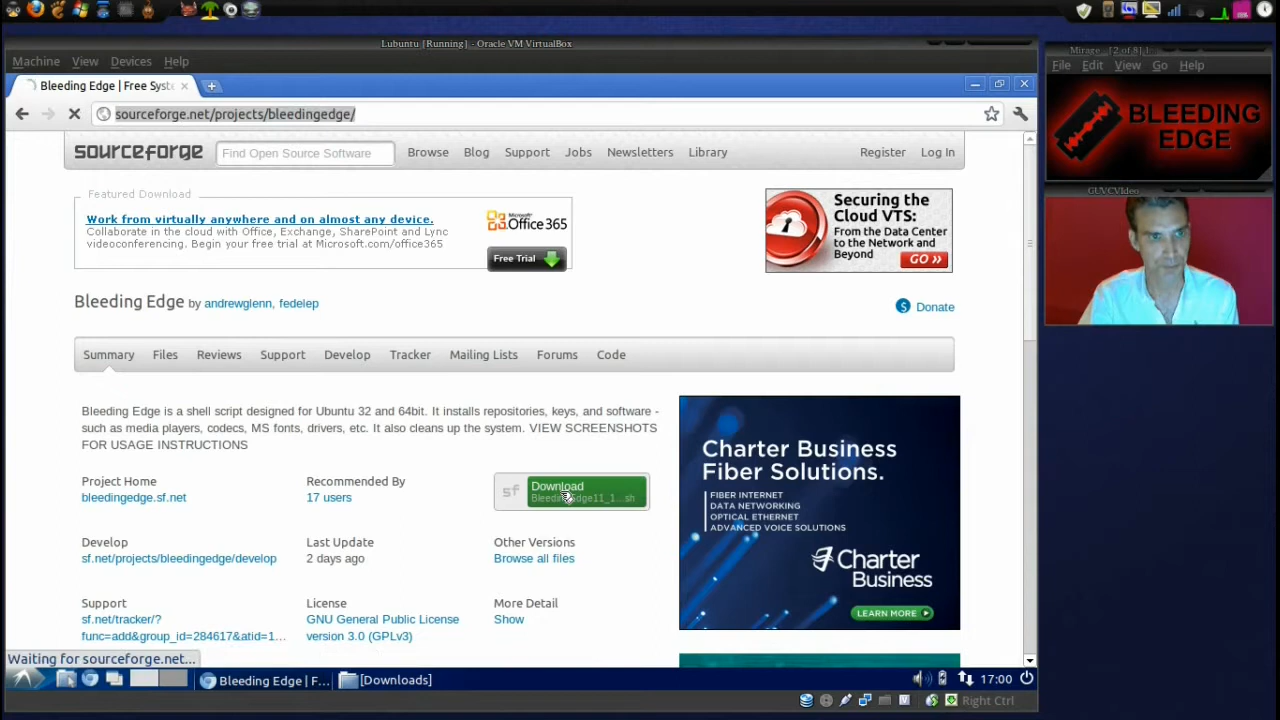 Lubuntu [Running] - Oracle VM VirtualBox
Machine View Devices Help
Bleeding Edge | Free Syste
sourceforge.net/projects/bleedingedge/
sourceforge
Find Open Source Software
Browse Blog Support Jobs Newsletters Library
Register Log In
Featured Download
Work from virtually anywhere and on almost any device.
Collaborate in the cloud with Office, Exchange, SharePoint and Lync
videoconferencing. Begin your free trial at Microsoft.com/office365
Microsoft
Office 365
Free Trial
Securing the
Cloud VTS:
From the Data Center
to the Network and
Beyond
GO »
Bleeding Edge by andrewglenn, fedelep
Donate
Summary Files Reviews Support Develop Tracker Mailing Lists Forums Code
Bleeding Edge is a shell script designed for Ubuntu 32 and 64bit. It installs repositories, keys, and software -
such as media players, codecs, MS fonts, drivers, etc. It also cleans up the system. VIEW SCREENSHOTS
FOR USAGE INSTRUCTIONS
Project Home
bleedingedge.sf.net
Recommended By
17 users
sf
Download
Develop
sf.net/projects/bleedingedge/develop
Last Update
2 days ago
Other Versions
Browse all files
Support
sf.net/tracker/?
func=add&group_id=284617&atid=1...
License
GNU General Public License
version 3.0 (GPLv3)
More Detail
Show
Charter Business
Fiber Solutions.
FIBER INTERNET
DATA NETWORKING
OPTICAL ETHERNET
ADVANCED VOICE SOLUTIONS
Charter
Business
LEARN MORE
Waiting for sourceforge.net...
Bleeding Edge | F...
[Downloads]
17:00
Right Ctrl
File Edit View Go Help
BLEEDING
EDGE